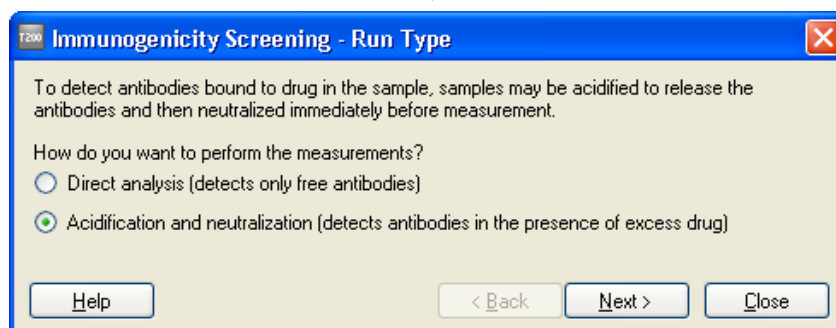 T200 Immunogenicity Screening - Run Type
To detect antibodies bound to drug in the sample, samples may be acidified to release the
antibodies and then neutralized immediately before measurement.
How do you want to perform the measurements?
Direct analysis (detects only free antibodies)
Acidification and neutralization (detects antibodies in the presence of excess drug)
Help < Back Next > Close